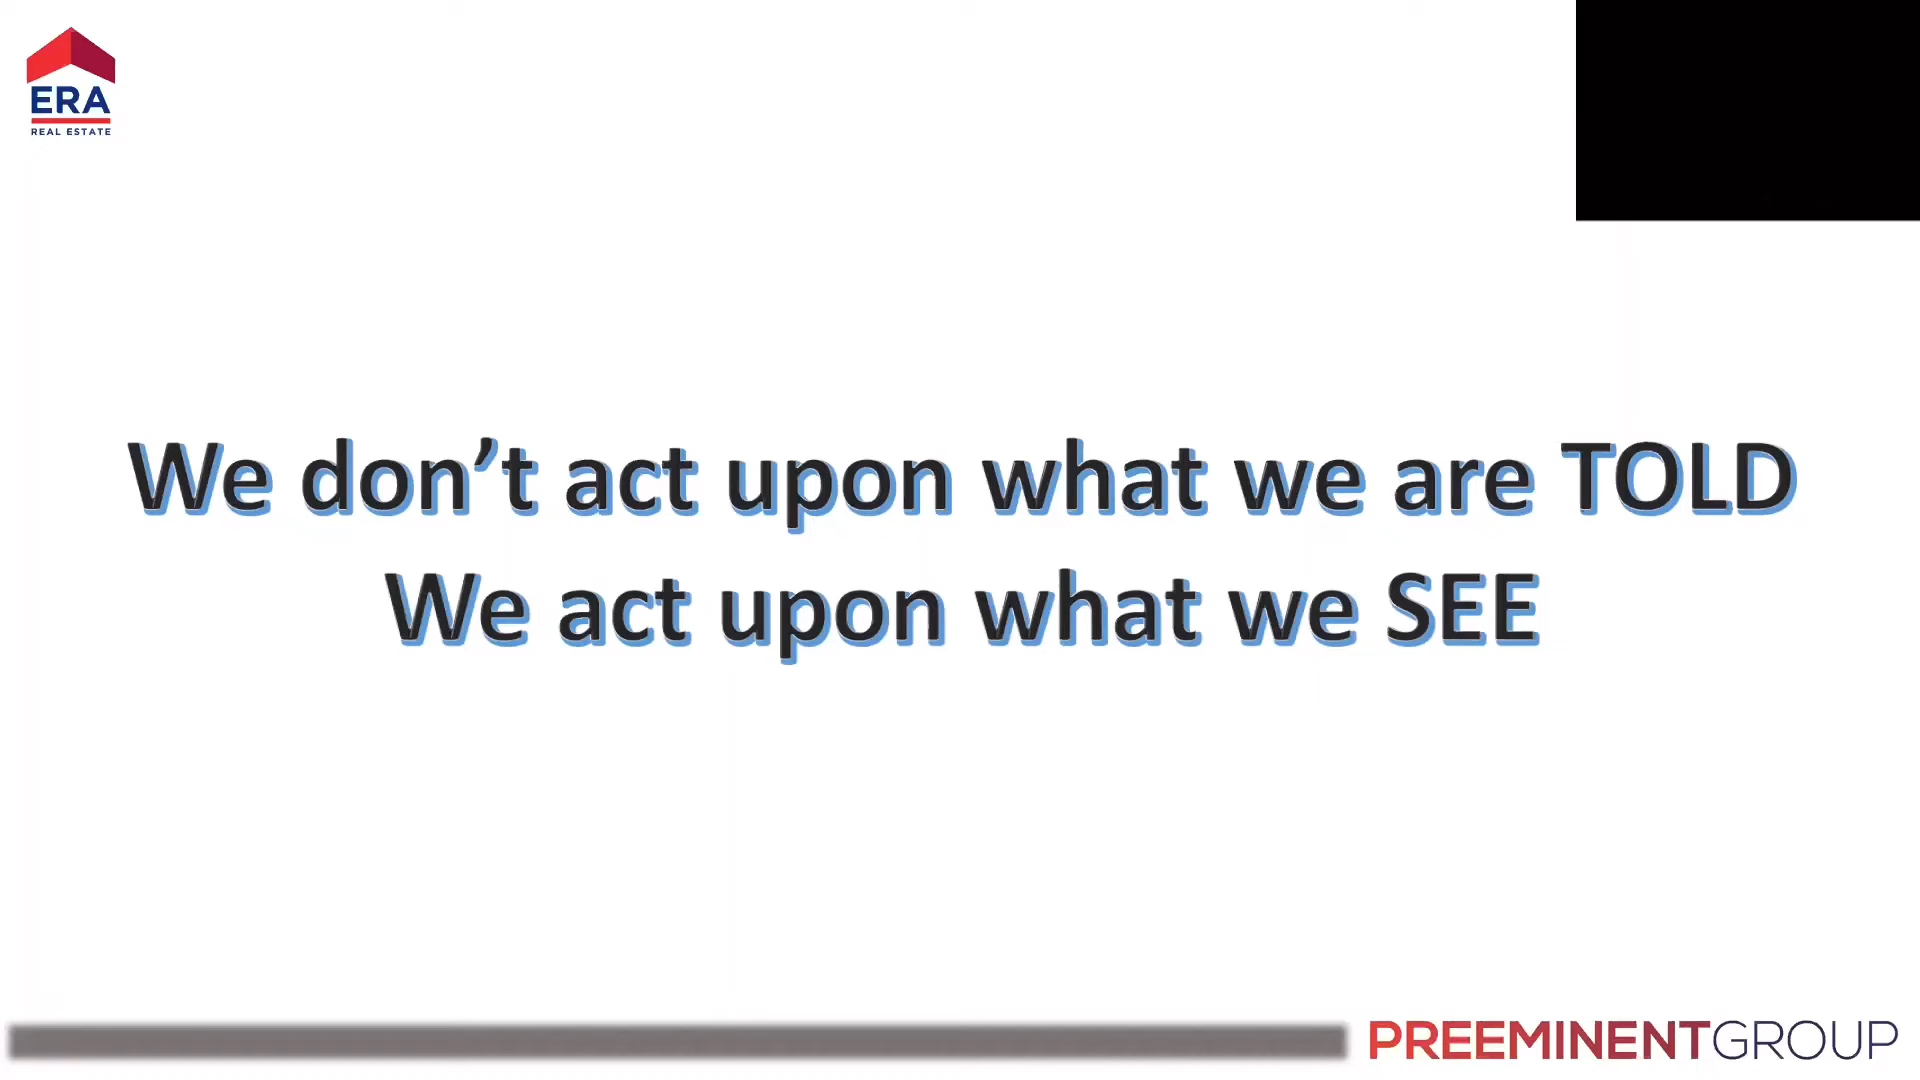 ERA
REAL ESTATE
We don’t act upon what we are TOLD
We act upon what we SEE
PREEMINENTGROUP